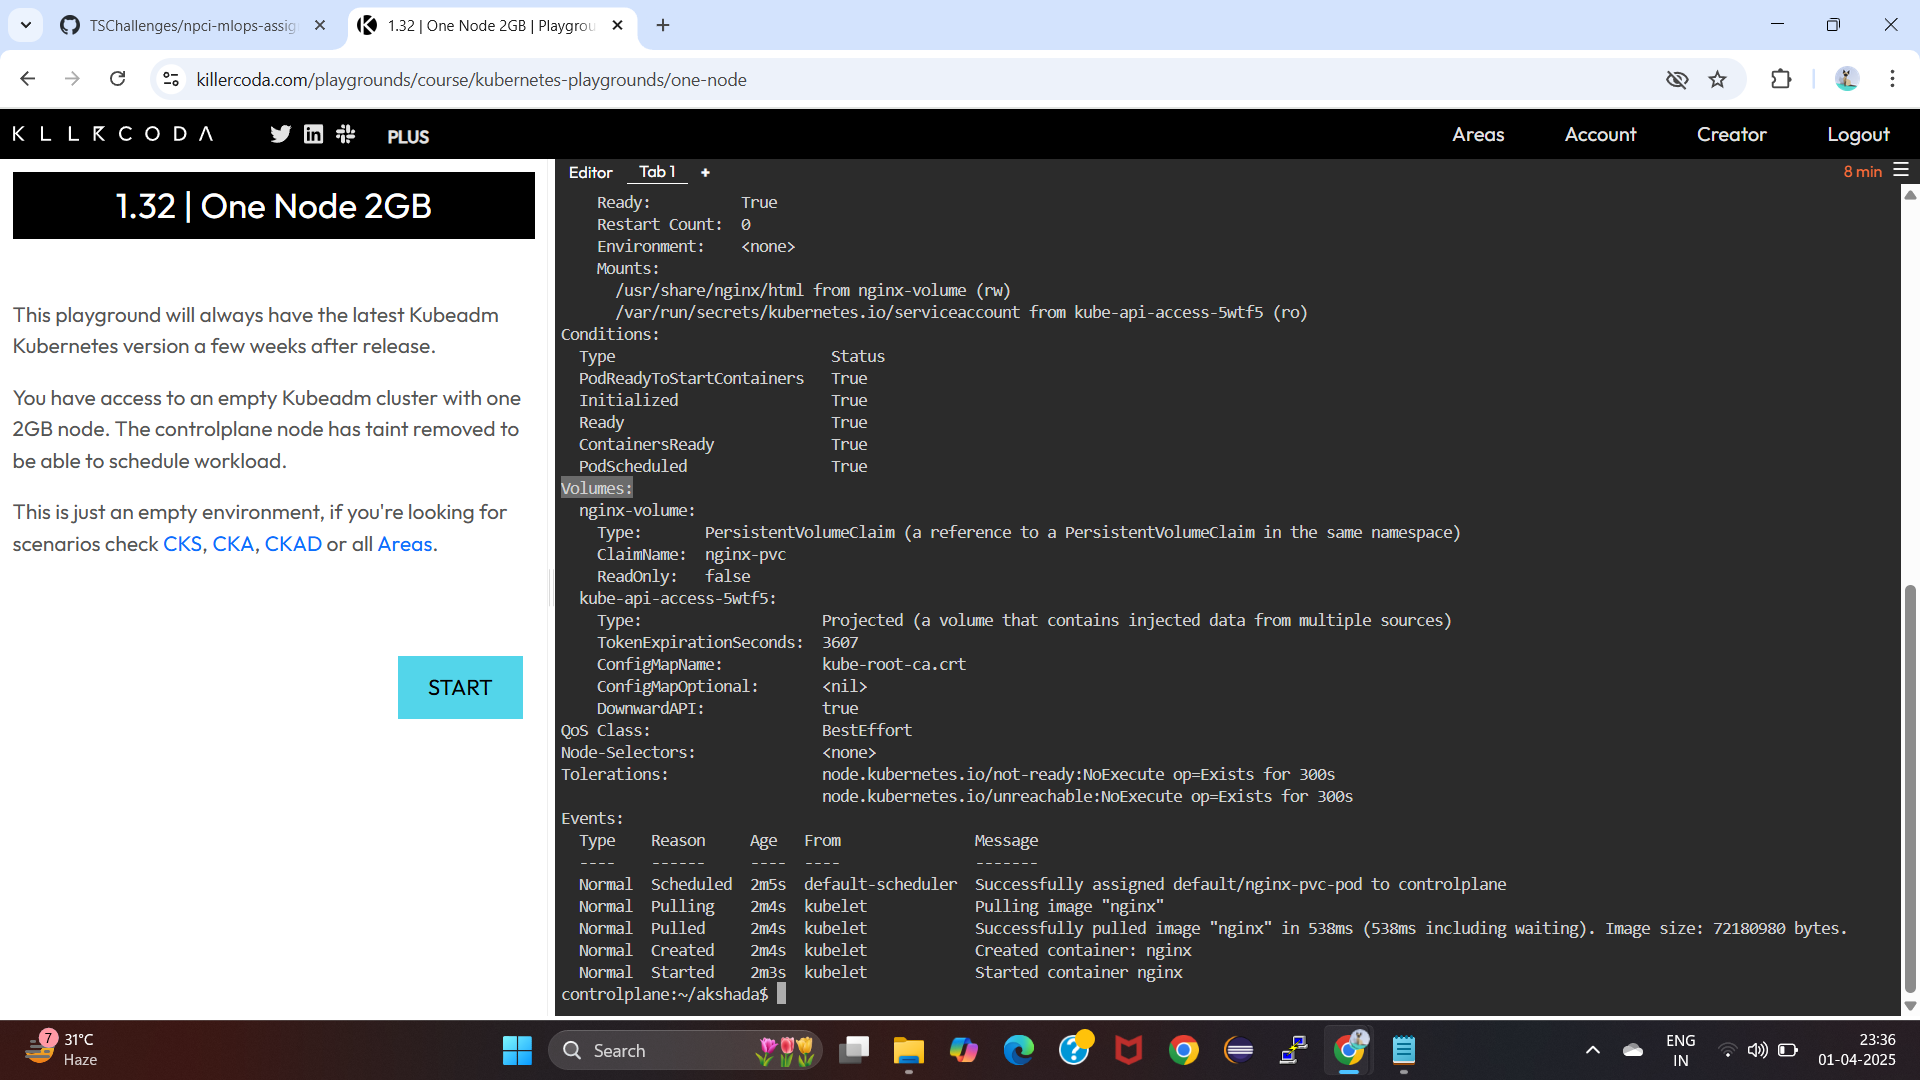 TSChallenges/npci-mlops-assig
1.32 | One Node 2GB | Playgrou
killercoda.com/playgrounds/course/kubernetes-playgrounds/one-node
KLLRCODA
PLUS
Areas
Account
Creator
Logout
1.32 | One Node 2GB
This playground will always have the latest Kubeadm
Kubernetes version a few weeks after release.
You have access to an empty Kubeadm cluster with one
2GB node. The controlplane node has taint removed to
be able to schedule workload.
This is just an empty environment, if you're looking for
scenarios check CKS, CKA, CKAD or all Areas.
START
Editor Tab 1 +
8 min
Ready: True
Restart Count: 0
Environment: <none>
Mounts:
/usr/share/nginx/html from nginx-volume (rw)
/var/run/secrets/kubernetes.io/serviceaccount from kube-api-access-5wtf5 (ro)
Conditions:
Type Status
PodReadyToStartContainers True
Initialized True
Ready True
ContainersReady True
PodScheduled True
Volumes:
nginx-volume:
Type: PersistentVolumeClaim (a reference to a PersistentVolumeClaim in the same namespace)
ClaimName: nginx-pvc
ReadOnly: false
kube-api-access-5wtf5:
Type: Projected (a volume that contains injected data from multiple sources)
TokenExpirationSeconds: 3607
ConfigMapName: kube-root-ca.crt
ConfigMapOptional: <nil>
DownwardAPI: true
QoS Class: BestEffort
Node-Selectors: <none>
Tolerations: node.kubernetes.io/not-ready:NoExecute op=Exists for 300s
node.kubernetes.io/unreachable:NoExecute op=Exists for 300s
Events:
Type Reason Age From Message
---- ------ ---- ---- -------
Normal Scheduled 2m5s default-scheduler Successfully assigned default/nginx-pvc-pod to controlplane
Normal Pulling 2m4s kubelet Pulling image "nginx"
Normal Pulled 2m4s kubelet Successfully pulled image "nginx" in 538ms (538ms including waiting). Image size: 72180980 bytes.
Normal Created 2m4s kubelet Created container: nginx
Normal Started 2m3s kubelet Started container nginx
controlplane:~/akshada$
7
31°C
Haze
Search
ENG
IN
23:36
01-04-2025